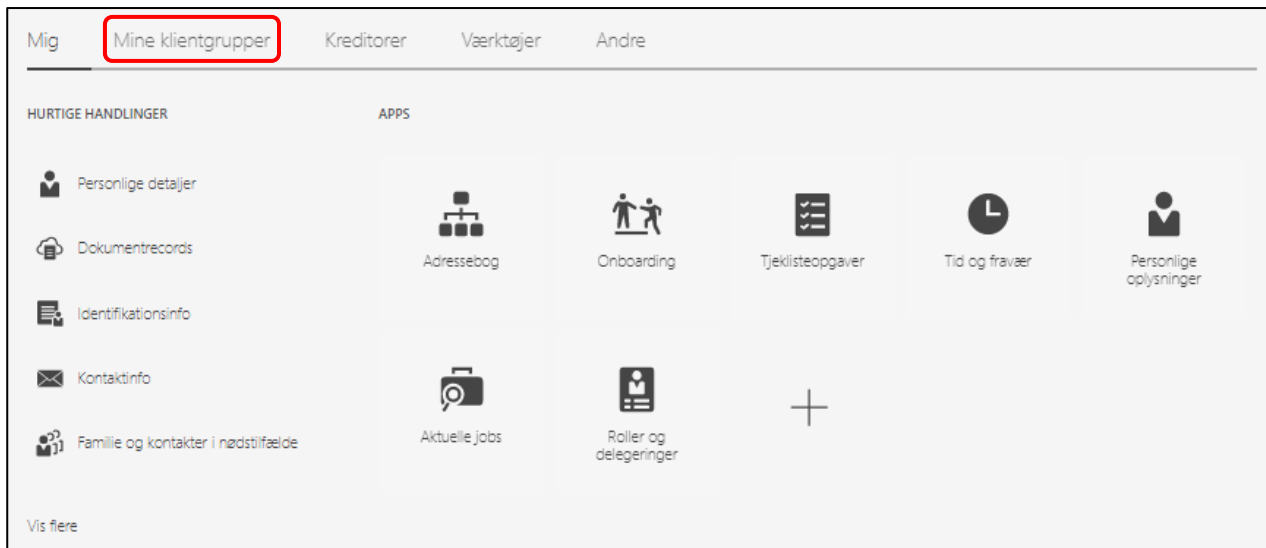 Mig Mine klientgrupper Kreditorer Værktøjer Andre
HURTIGE HANDLINGER
Personlige detaljer
Dokumentrecords
Identifikationsinfo
Kontaktinfo
Familie og kontakter i nødstilfælde
Vis flere
APPS
Adressebog
Onboarding
Tjeklisteopgaver
Tid og fravær
Personlige
oplysninger
Aktuelle jobs
Roller og
delegeringer